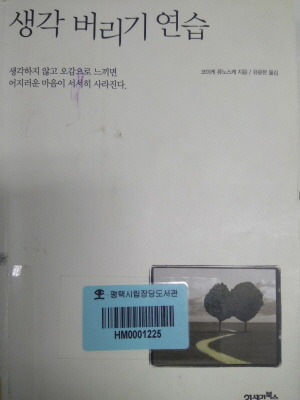 생각 버리기 연습
생각하지 않고 오감으로 느끼면
어지러운 마음이 서서히 사라진다.
코이케 류노스케 지음 / 유윤한 옮김
평택시립장당도서관
HM0001225
21세기북스